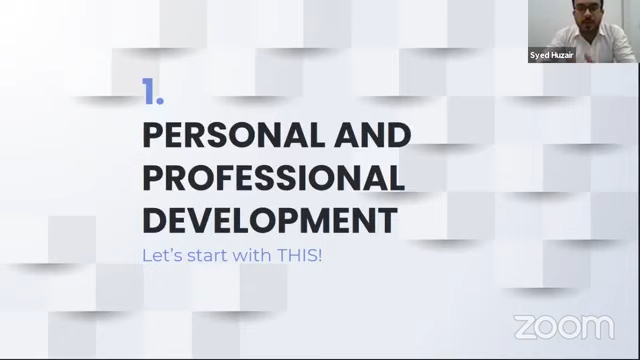 Syed Huzair
1.
PERSONAL AND
PROFESSIONAL
DEVELOPMENT
Let's start with THIS!
zoom